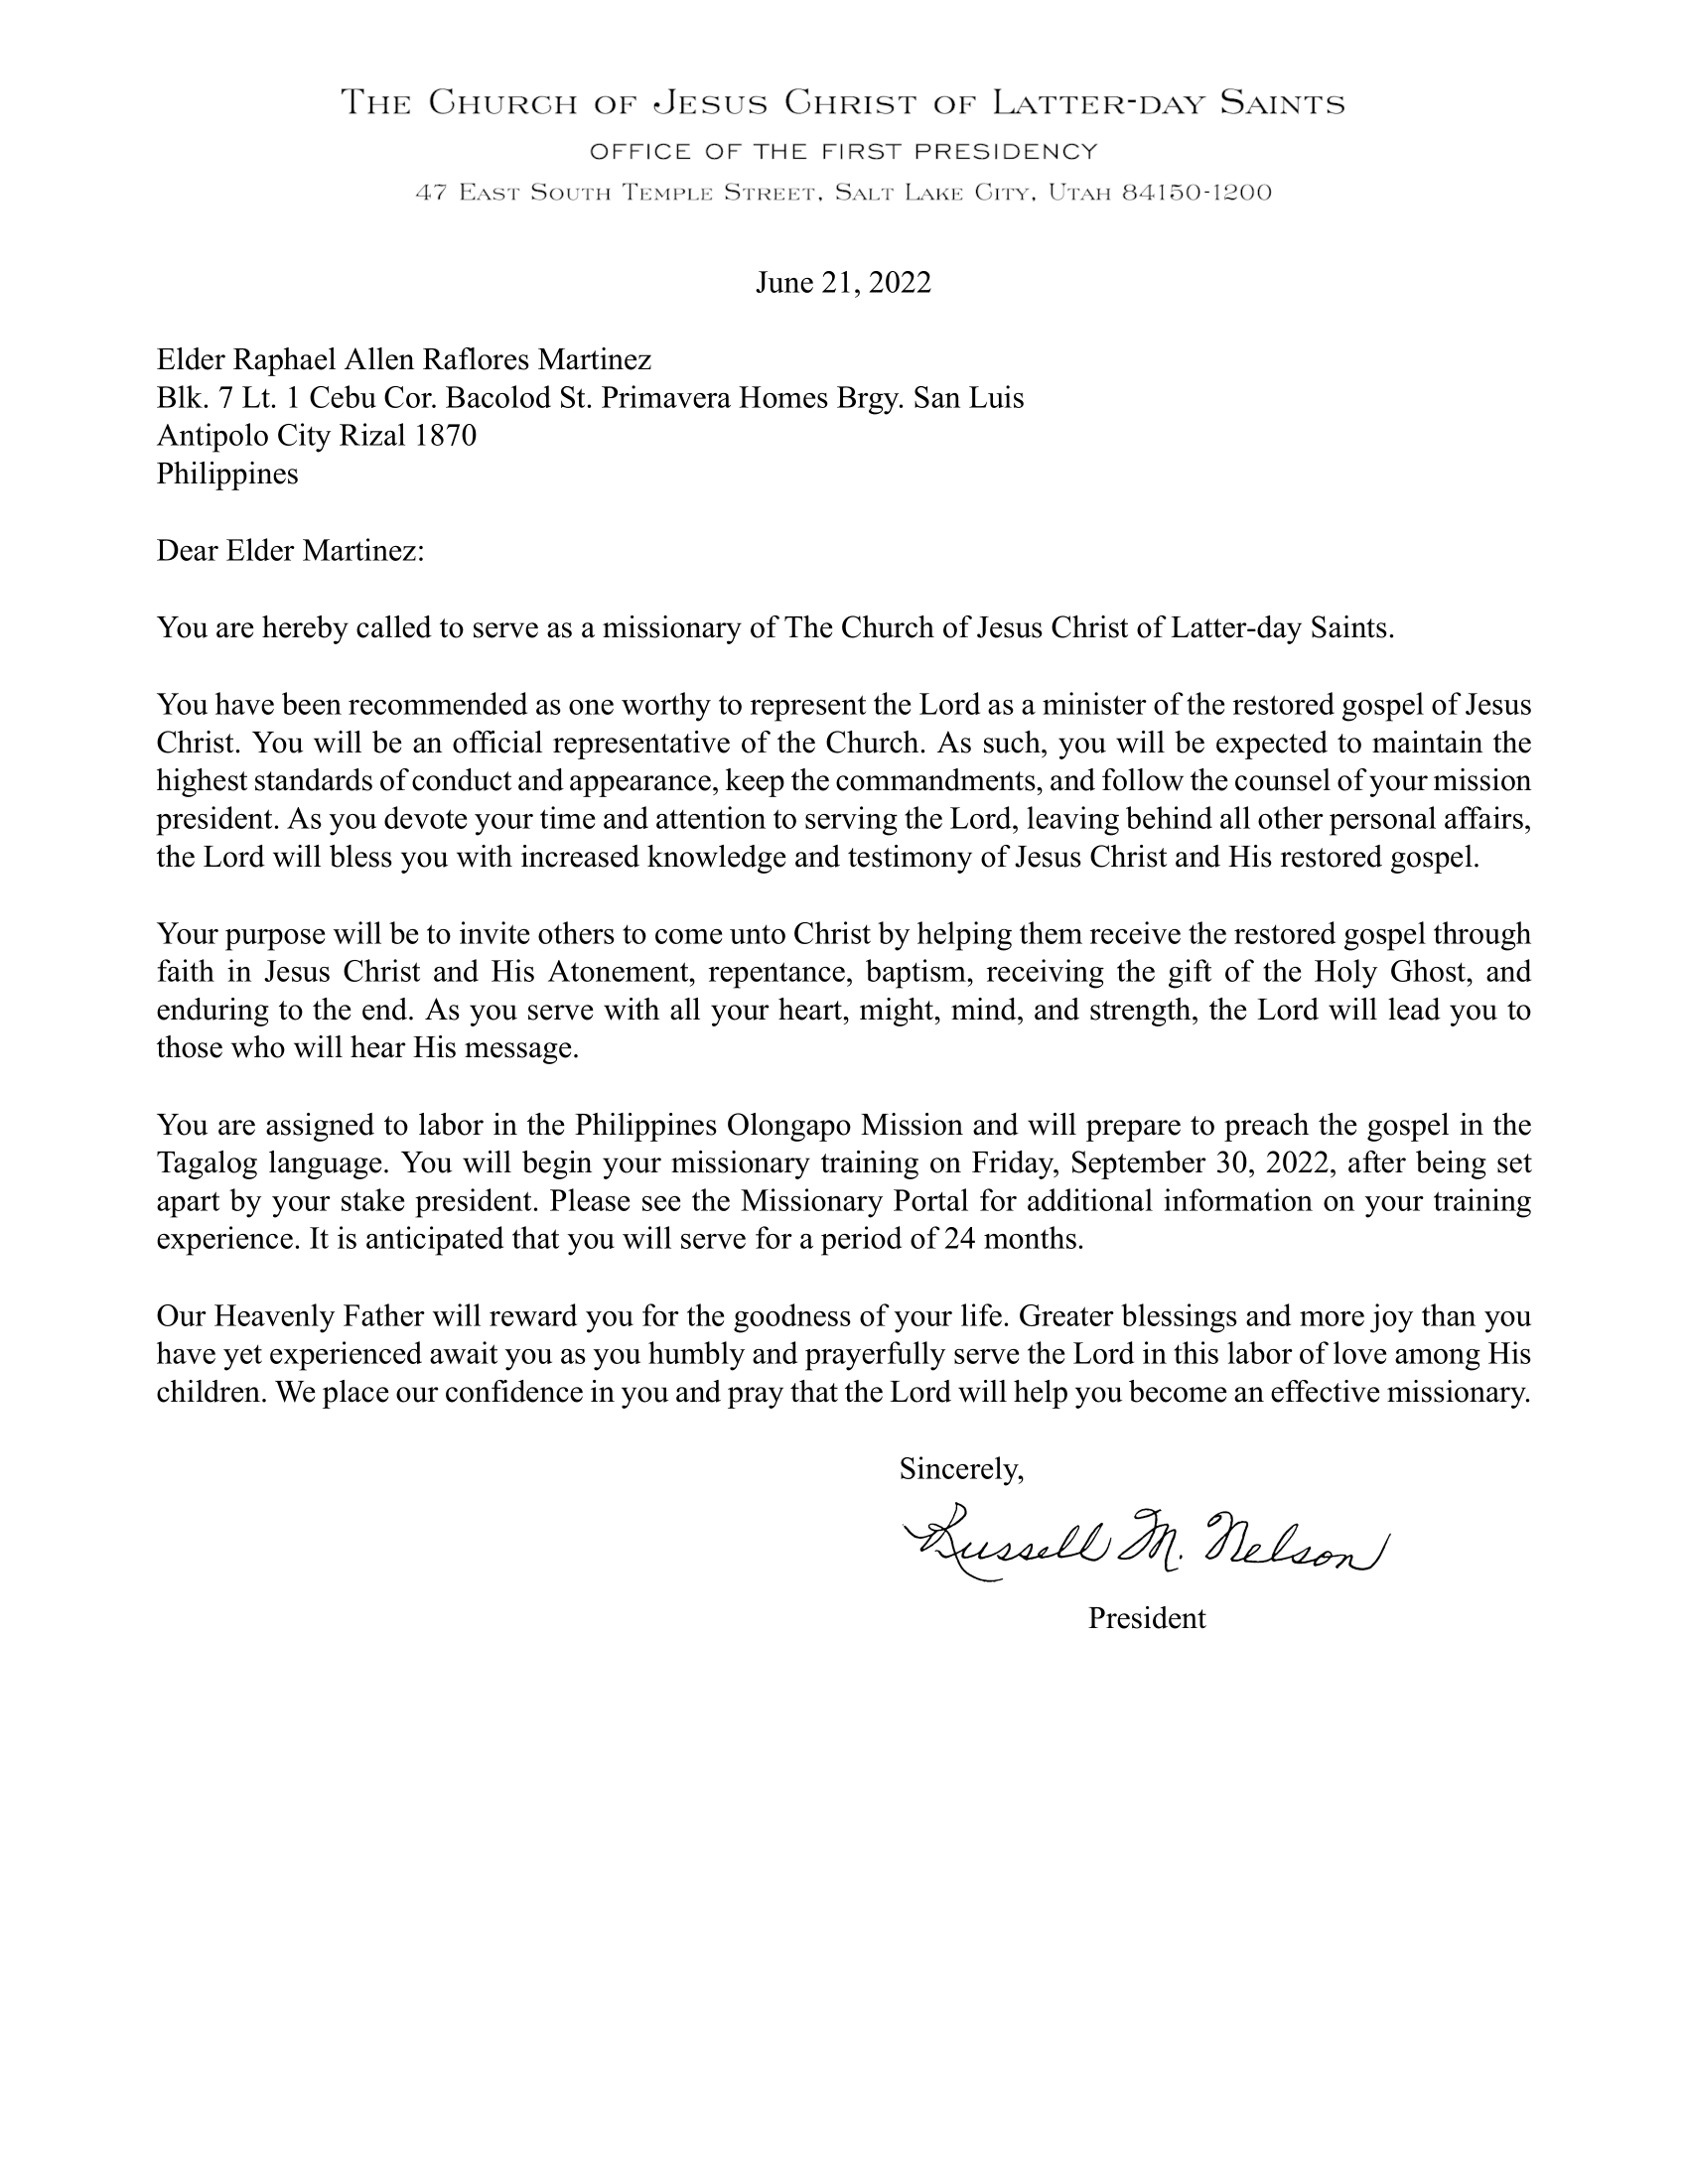 The Church of Jesus Christ of Latter-day Saints
OFFICE OF THE FIRST PRESIDENCY
47 East South Temple Street, Salt Lake City, Utah 84150-1200
June 21, 2022
Elder Raphael Allen Raflores Martinez
Blk. 7 Lt. 1 Cebu Cor. Bacolod St. Primavera Homes Brgy. San Luis
Antipolo City Rizal 1870
Philippines
Dear Elder Martinez:
You are hereby called to serve as a missionary of The Church of Jesus Christ of Latter-day Saints.
You have been recommended as one worthy to represent the Lord as a minister of the restored gospel of Jesus
Christ. You will be an official representative of the Church. As such, you will be expected to maintain the
highest standards of conduct and appearance, keep the commandments, and follow the counsel of your mission
president. As you devote your time and attention to serving the Lord, leaving behind all other personal affairs,
the Lord will bless you with increased knowledge and testimony of Jesus Christ and His restored gospel.
Your purpose will be to invite others to come unto Christ by helping them receive the restored gospel through
faith in Jesus Christ and His Atonement, repentance, baptism, receiving the gift of the Holy Ghost, and
enduring to the end. As you serve with all your heart, might, mind, and strength, the Lord will lead you to
those who will hear His message.
You are assigned to labor in the Philippines Olongapo Mission and will prepare to preach the gospel in the
Tagalog language. You will begin your missionary training on Friday, September 30, 2022, after being set
apart by your stake president. Please see the Missionary Portal for additional information on your training
experience. It is anticipated that you will serve for a period of 24 months.
Our Heavenly Father will reward you for the goodness of your life. Greater blessings and more joy than you
have yet experienced await you as you humbly and prayerfully serve the Lord in this labor of love among His
children. We place our confidence in you and pray that the Lord will help you become an effective missionary.
Sincerely,
Russell M. Nelson
President